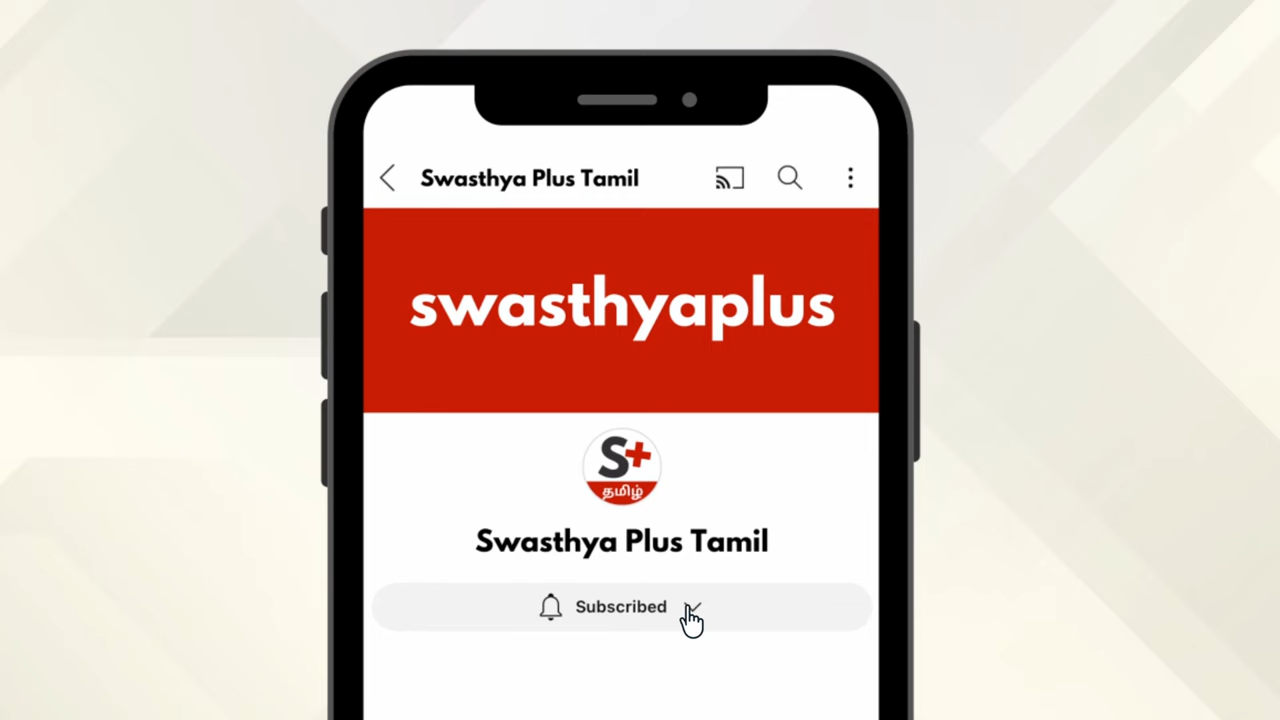 Swasthya Plus Tamil
swasthyaplus
S+
தமிழ்
Swasthya Plus Tamil
Subscribed